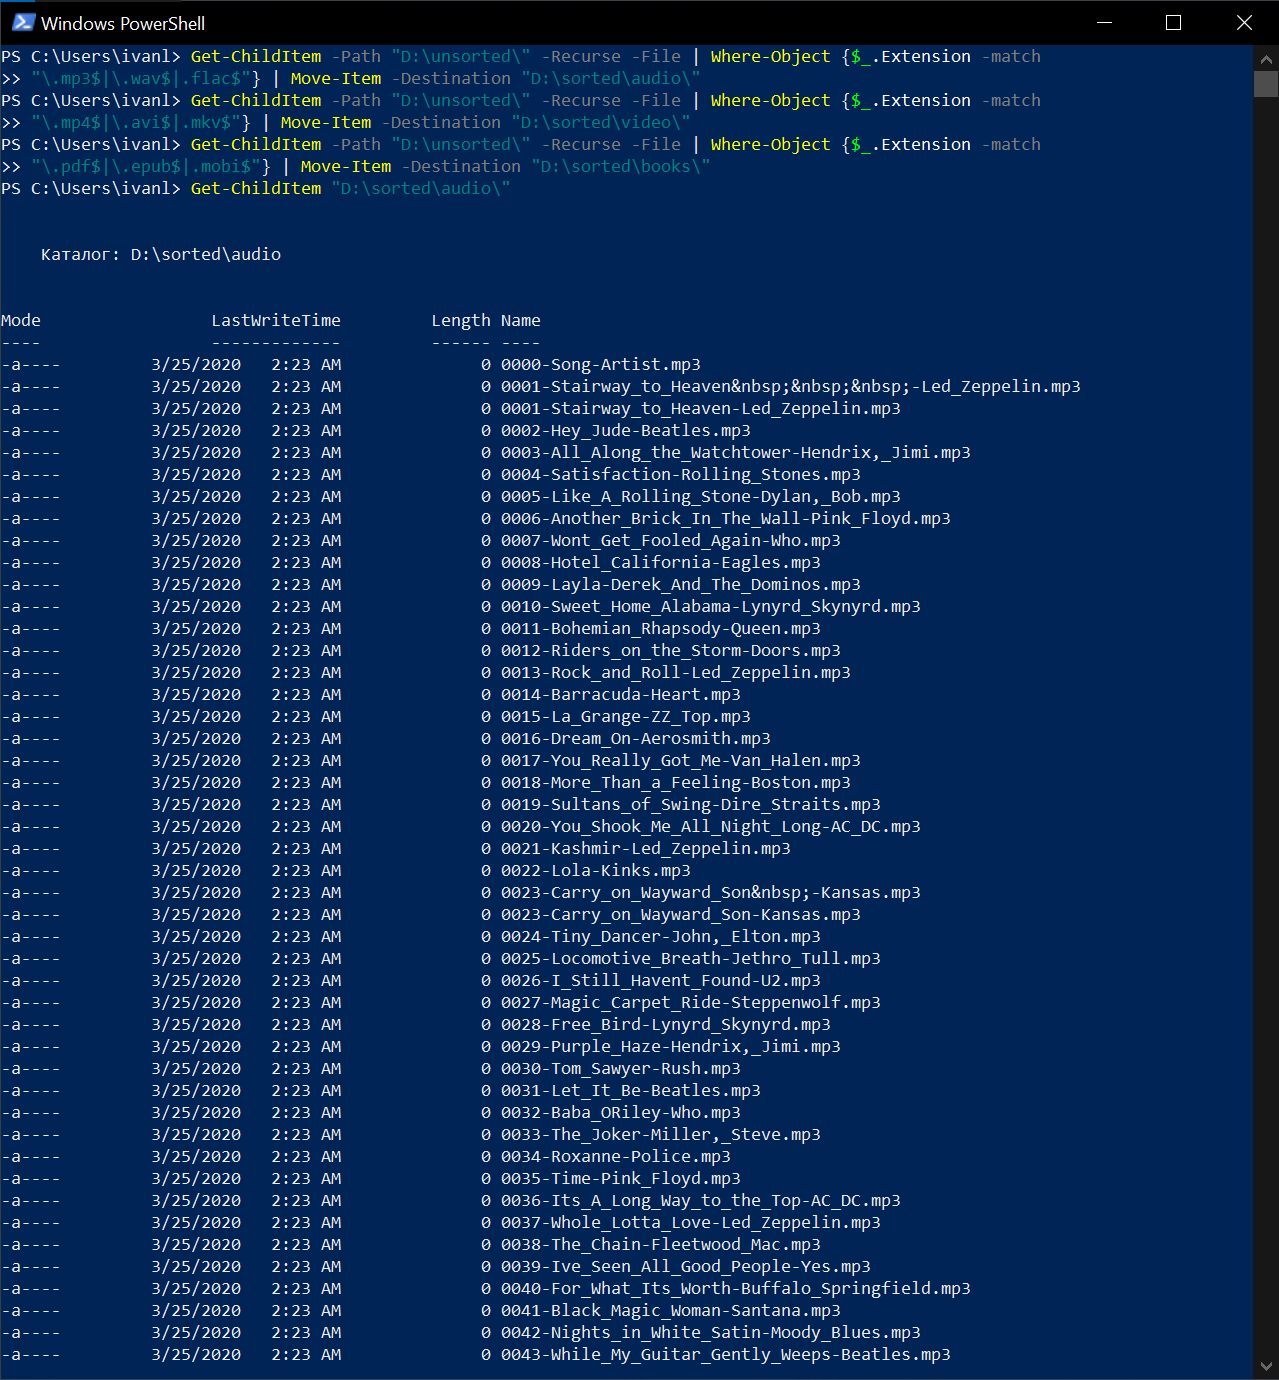 Windows PowerShell
PS C:\Users\ivanl> Get-ChildItem -Path "D:\unsorted\" -Recurse -File | Where-Object {$_.Extension -match
>> "\.mp3$|\.wav$|.flac$"} | Move-Item -Destination "D:\sorted\audio\"
PS C:\Users\ivanl> Get-ChildItem -Path "D:\unsorted\" -Recurse -File | Where-Object {$_.Extension -match
>> "\.mp4$|\.avi$|.mkv$"} | Move-Item -Destination "D:\sorted\video\"
PS C:\Users\ivanl> Get-ChildItem -Path "D:\unsorted\" -Recurse -File | Where-Object {$_.Extension -match
>> "\.pdf$|\.epub$|.mobi$"} | Move-Item -Destination "D:\sorted\books\"
PS C:\Users\ivanl> Get-ChildItem "D:\sorted\audio\"
Каталог: D:\sorted\audio
Mode LastWriteTime Length Name
---- ------------- ------ ----
-a---- 3/25/2020 2:23 AM 0 0000-Song-Artist.mp3
-a---- 3/25/2020 2:23 AM 0 0001-Stairway_to_Heaven&nbsp;&nbsp;&nbsp;-Led_Zeppelin.mp3
-a---- 3/25/2020 2:23 AM 0 0001-Stairway_to_Heaven-Led_Zeppelin.mp3
-a---- 3/25/2020 2:23 AM 0 0002-Hey_Jude-Beatles.mp3
-a---- 3/25/2020 2:23 AM 0 0003-All_Along_the_Watchtower-Hendrix,_Jimi.mp3
-a---- 3/25/2020 2:23 AM 0 0004-Satisfaction-Rolling_Stones.mp3
-a---- 3/25/2020 2:23 AM 0 0005-Like_A_Rolling_Stone-Dylan,_Bob.mp3
-a---- 3/25/2020 2:23 AM 0 0006-Another_Brick_In_The_Wall-Pink_Floyd.mp3
-a---- 3/25/2020 2:23 AM 0 0007-Wont_Get_Fooled_Again-Who.mp3
-a---- 3/25/2020 2:23 AM 0 0008-Hotel_California-Eagles.mp3
-a---- 3/25/2020 2:23 AM 0 0009-Layla-Derek_And_The_Dominos.mp3
-a---- 3/25/2020 2:23 AM 0 0010-Sweet_Home_Alabama-Lynyrd_Skynyrd.mp3
-a---- 3/25/2020 2:23 AM 0 0011-Bohemian_Rhapsody-Queen.mp3
-a---- 3/25/2020 2:23 AM 0 0012-Riders_on_the_Storm-Doors.mp3
-a---- 3/25/2020 2:23 AM 0 0013-Rock_and_Roll-Led_Zeppelin.mp3
-a---- 3/25/2020 2:23 AM 0 0014-Barracuda-Heart.mp3
-a---- 3/25/2020 2:23 AM 0 0015-La_Grange-ZZ_Top.mp3
-a---- 3/25/2020 2:23 AM 0 0016-Dream_On-Aerosmith.mp3
-a---- 3/25/2020 2:23 AM 0 0017-You_Really_Got_Me-Van_Halen.mp3
-a---- 3/25/2020 2:23 AM 0 0018-More_Than_a_Feeling-Boston.mp3
-a---- 3/25/2020 2:23 AM 0 0019-Sultans_of_Swing-Dire_Straits.mp3
-a---- 3/25/2020 2:23 AM 0 0020-You_Shook_Me_All_Night_Long-AC_DC.mp3
-a---- 3/25/2020 2:23 AM 0 0021-Kashmir-Led_Zeppelin.mp3
-a---- 3/25/2020 2:23 AM 0 0022-Lola-Kinks.mp3
-a---- 3/25/2020 2:23 AM 0 0023-Carry_on_Wayward_Son&nbsp;-Kansas.mp3
-a---- 3/25/2020 2:23 AM 0 0023-Carry_on_Wayward_Son-Kansas.mp3
-a---- 3/25/2020 2:23 AM 0 0024-Tiny_Dancer-John,_Elton.mp3
-a---- 3/25/2020 2:23 AM 0 0025-Locomotive_Breath-Jethro_Tull.mp3
-a---- 3/25/2020 2:23 AM 0 0026-I_Still_Havent_Found-U2.mp3
-a---- 3/25/2020 2:23 AM 0 0027-Magic_Carpet_Ride-Steppenwolf.mp3
-a---- 3/25/2020 2:23 AM 0 0028-Free_Bird-Lynyrd_Skynyrd.mp3
-a---- 3/25/2020 2:23 AM 0 0029-Purple_Haze-Hendrix,_Jimi.mp3
-a---- 3/25/2020 2:23 AM 0 0030-Tom_Sawyer-Rush.mp3
-a---- 3/25/2020 2:23 AM 0 0031-Let_It_Be-Beatles.mp3
-a---- 3/25/2020 2:23 AM 0 0032-Baba_ORiley-Who.mp3
-a---- 3/25/2020 2:23 AM 0 0033-The_Joker-Miller,_Steve.mp3
-a---- 3/25/2020 2:23 AM 0 0034-Roxanne-Police.mp3
-a---- 3/25/2020 2:23 AM 0 0035-Time-Pink_Floyd.mp3
-a---- 3/25/2020 2:23 AM 0 0036-Its_A_Long_Way_to_the_Top-AC_DC.mp3
-a---- 3/25/2020 2:23 AM 0 0037-Whole_Lotta_Love-Led_Zeppelin.mp3
-a---- 3/25/2020 2:23 AM 0 0038-The_Chain-Fleetwood_Mac.mp3
-a---- 3/25/2020 2:23 AM 0 0039-Ive_Seen_All_Good_People-Yes.mp3
-a---- 3/25/2020 2:23 AM 0 0040-For_What_Its_Worth-Buffalo_Springfield.mp3
-a---- 3/25/2020 2:23 AM 0 0041-Black_Magic_Woman-Santana.mp3
-a---- 3/25/2020 2:23 AM 0 0042-Nights_in_White_Satin-Moody_Blues.mp3
-a---- 3/25/2020 2:23 AM 0 0043-While_My_Guitar_Gently_Weeps-Beatles.mp3